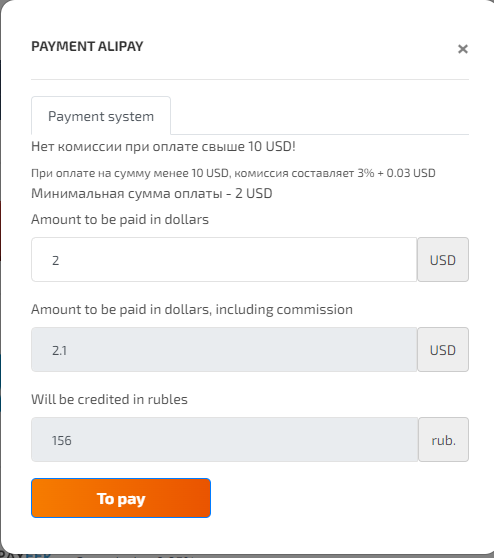 PAYMENT ALIPAY
×
Payment system
Нет комиссии при оплате свыше 10 USD!
При оплате на сумму менее 10 USD, комиссия составляет 3% + 0.03 USD
Минимальная сумма оплаты - 2 USD
Amount to be paid in dollars
2 USD
Amount to be paid in dollars, including commission
2.1 USD
Will be credited in rubles
156 rub.
To pay